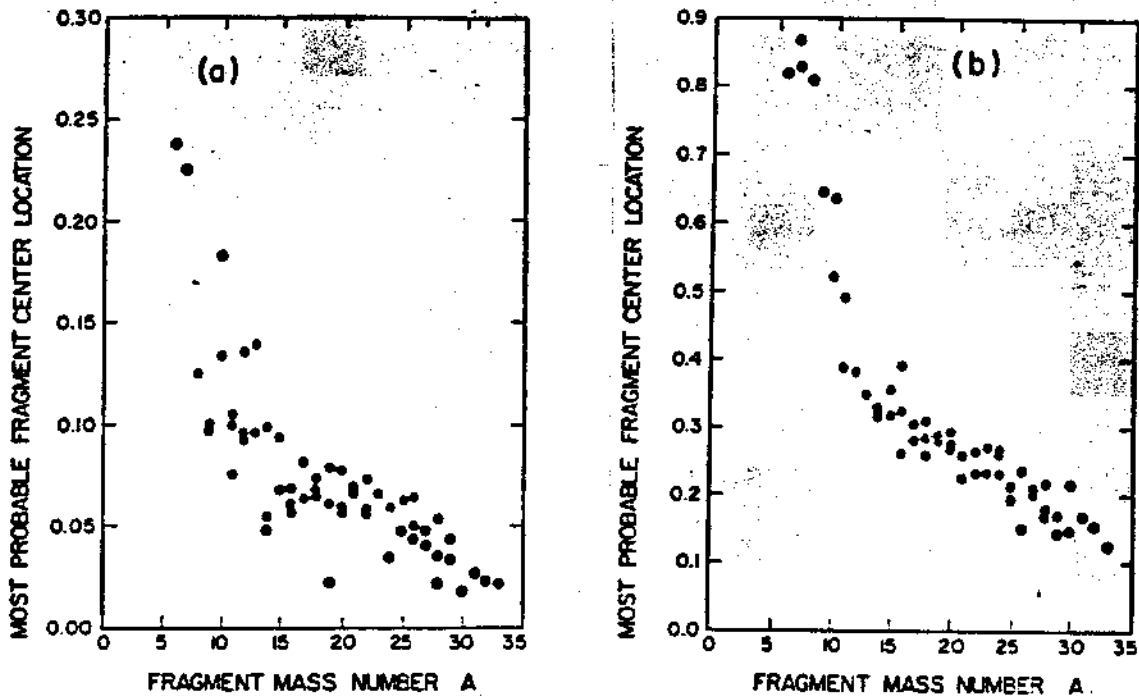 MOST PROBABLE FRAGMENT CENTER LOCATION
0.30
0.25
0.20
0.15
0.10
0.05
0.00
(a)
0 5 10 15 20 25 30 35
FRAGMENT MASS NUMBER A
MOST PROBABLE FRAGMENT CENTER LOCATION
0.9
0.8
0.7
0.6
0.5
0.4
0.3
0.2
0.1
0.0
(b)
0 5 10 15 20 25 30 35
FRAGMENT MASS NUMBER A